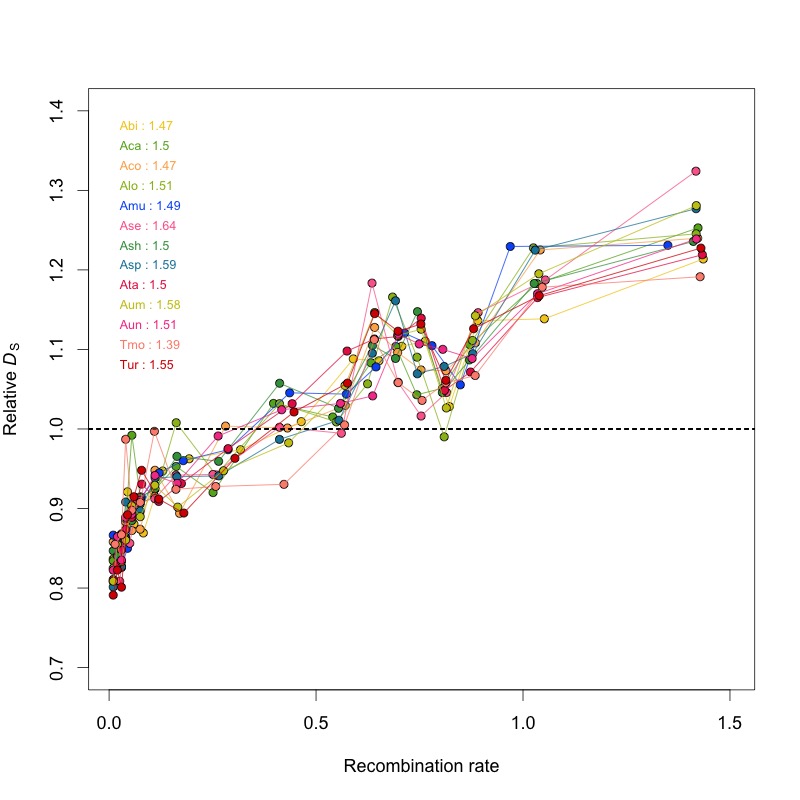 1.4
1.3
1.2
1.1
1.0
0.9
0.8
0.7
Relative DS
Abi : 1.47
Aca : 1.5
Aco : 1.47
Alo : 1.51
Amu : 1.49
Ase : 1.64
Ash : 1.5
Asp : 1.59
Ata : 1.5
Aum : 1.58
Aun : 1.51
Tmo : 1.39
Tur : 1.55
0.0 0.5 1.0 1.5
Recombination rate